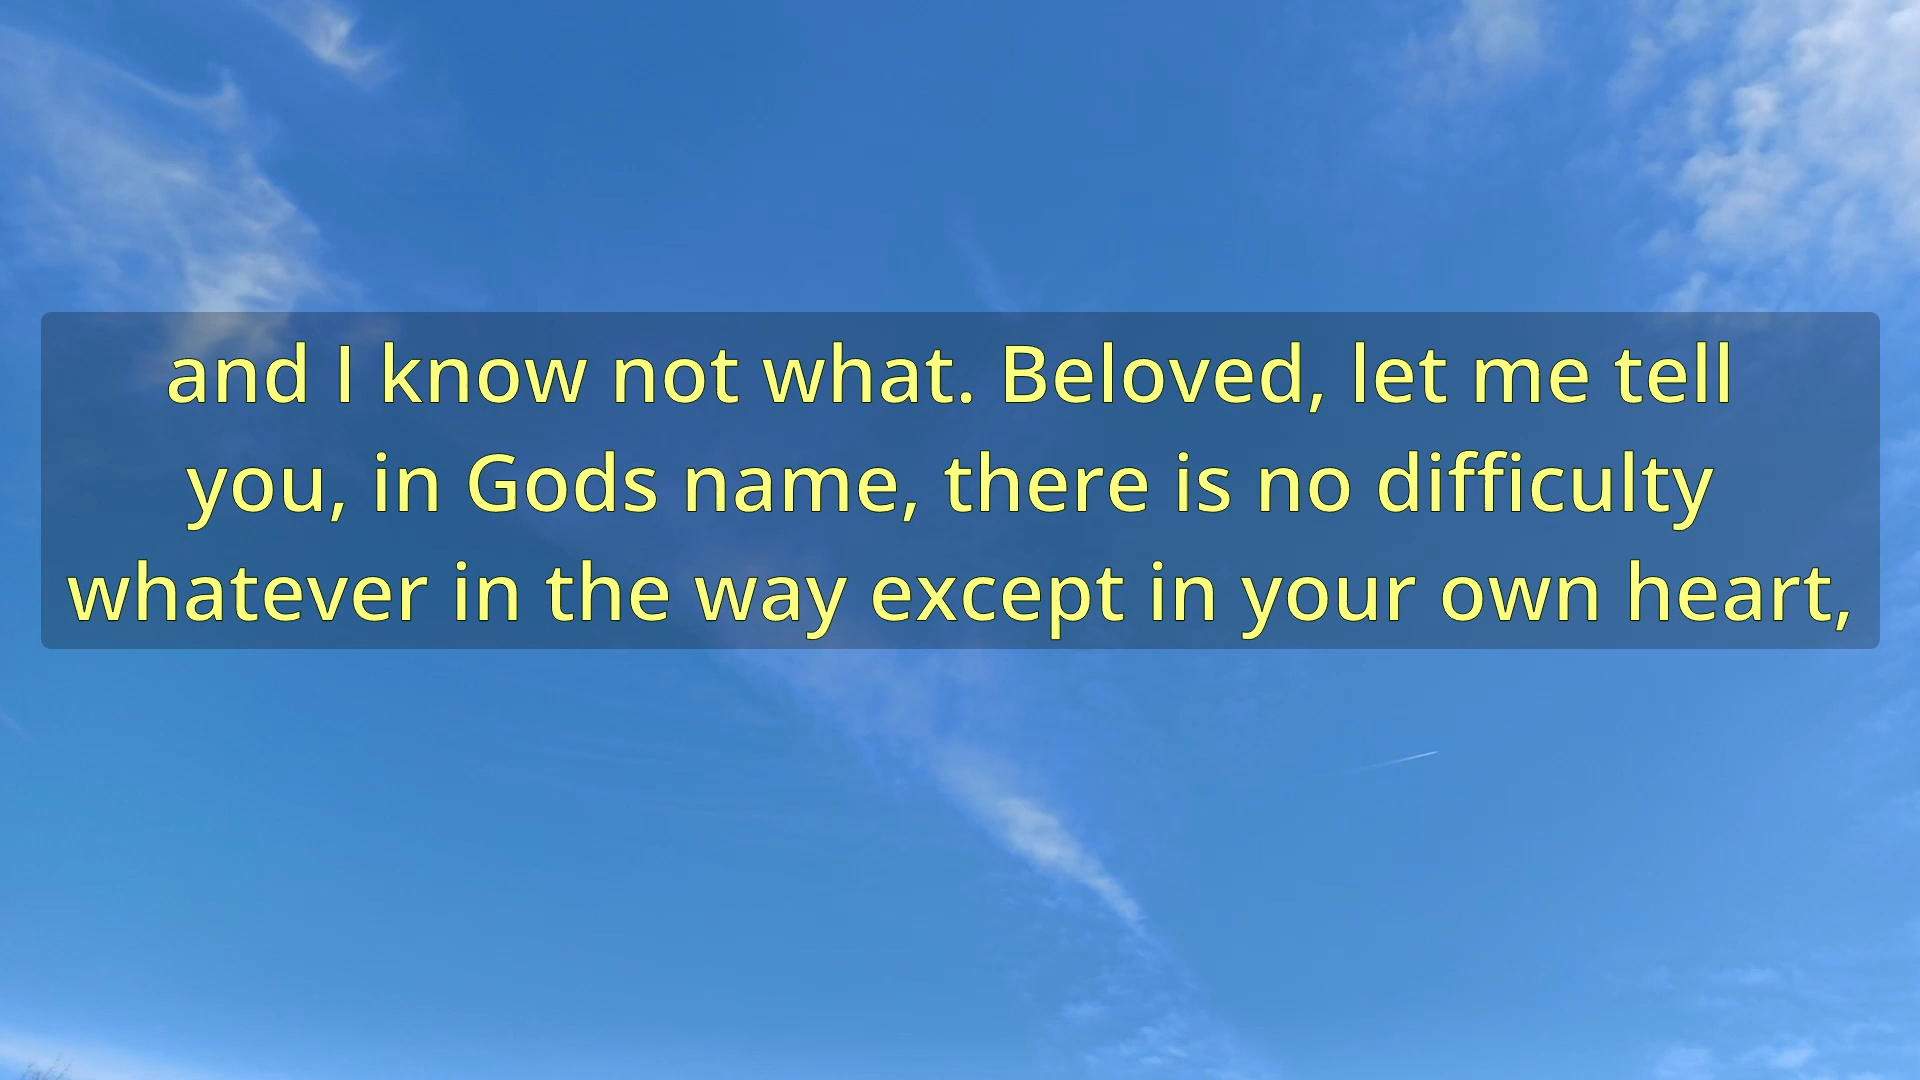 and I know not what. Beloved, let me tell
you, in Gods name, there is no difficulty
whatever in the way except in your own heart,